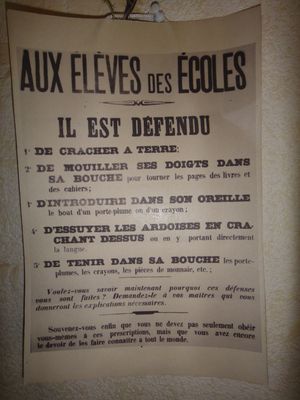 AUX ÉLÈVES DES ÉCOLES
IL EST DÉFENDU
1° DE CRACHER A TERRE;
2° DE MOUILLER SES DOIGTS DANS
SA BOUCHE pour tourner les pages des livres et
des cahiers;
3° D'INTRODUIRE DANS SON OREILLE
le bout d'un porte-plume ou d'un crayon;
4° D'ESSUYER LES ARDOISES EN CRA-
CHANT DESSUS ou en y portant directement
la langue.
5° DE TENIR DANS SA BOUCHE les porte-
plumes, les crayons, les pièces de monnaie, etc.;
Voulez-vous savoir maintenant pourquoi ces défenses
vous sont faites? Demandez-le à vos maîtres qui vous
donneront les explications nécessaires.
Souvenez-vous enfin que vous ne devez pas seulement obéir
vous-mêmes à ces prescriptions, mais que vous avez encore
le devoir de les faire connaître à tout le monde.